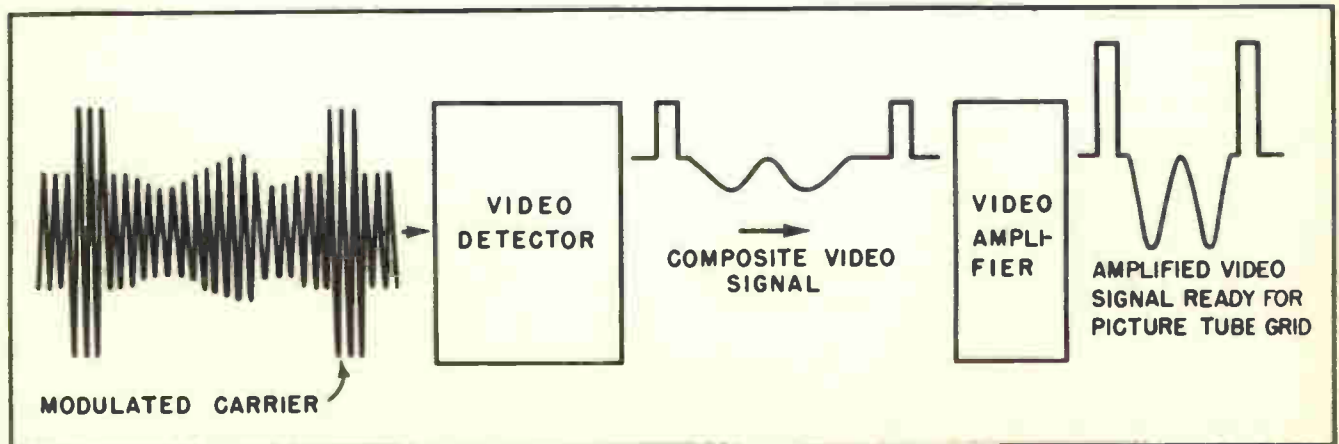 MODULATED CARRIER
VIDEO
DETECTOR
COMPOSITE VIDEO
SIGNAL
VIDEO
AMPLI-
FIER
AMPLIFIED VIDEO
SIGNAL READY FOR
PICTURE TUBE GRID